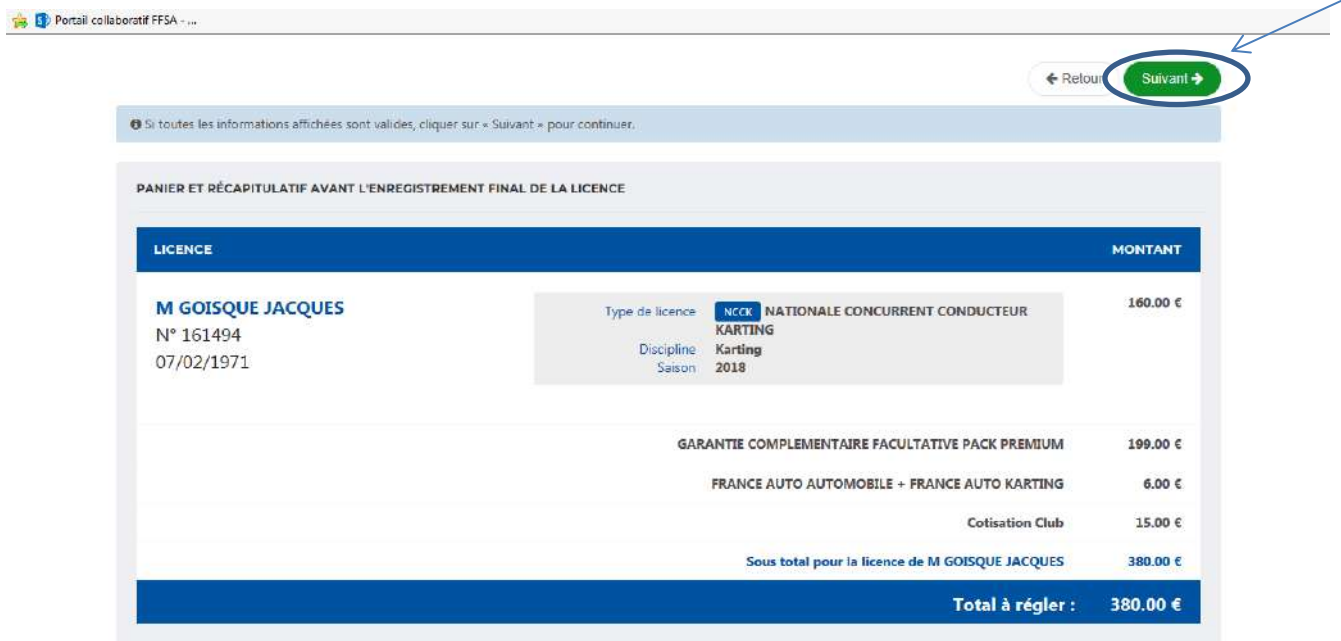 Portail collaboratif FFSA - ...
Retour Suivant
Si toutes les informations affichées sont valides, cliquer sur « Suivant » pour continuer.
PANIER ET RÉCAPITULATIF AVANT L'ENREGISTREMENT FINAL DE LA LICENCE
LICENCE MONTANT
M GOISQUE JACQUES
N° 161494
07/02/1971
Type de licence NCCK NATIONALE CONCURRENT CONDUCTEUR KARTING
Discipline Karting
Saison 2018
160.00 €
GARANTIE COMPLEMENTAIRE FACULTATIVE PACK PREMIUM 199.00 €
FRANCE AUTO AUTOMOBILE + FRANCE AUTO KARTING 6.00 €
Cotisation Club 15.00 €
Sous total pour la licence de M GOISQUE JACQUES 380.00 €
Total à régler : 380.00 €